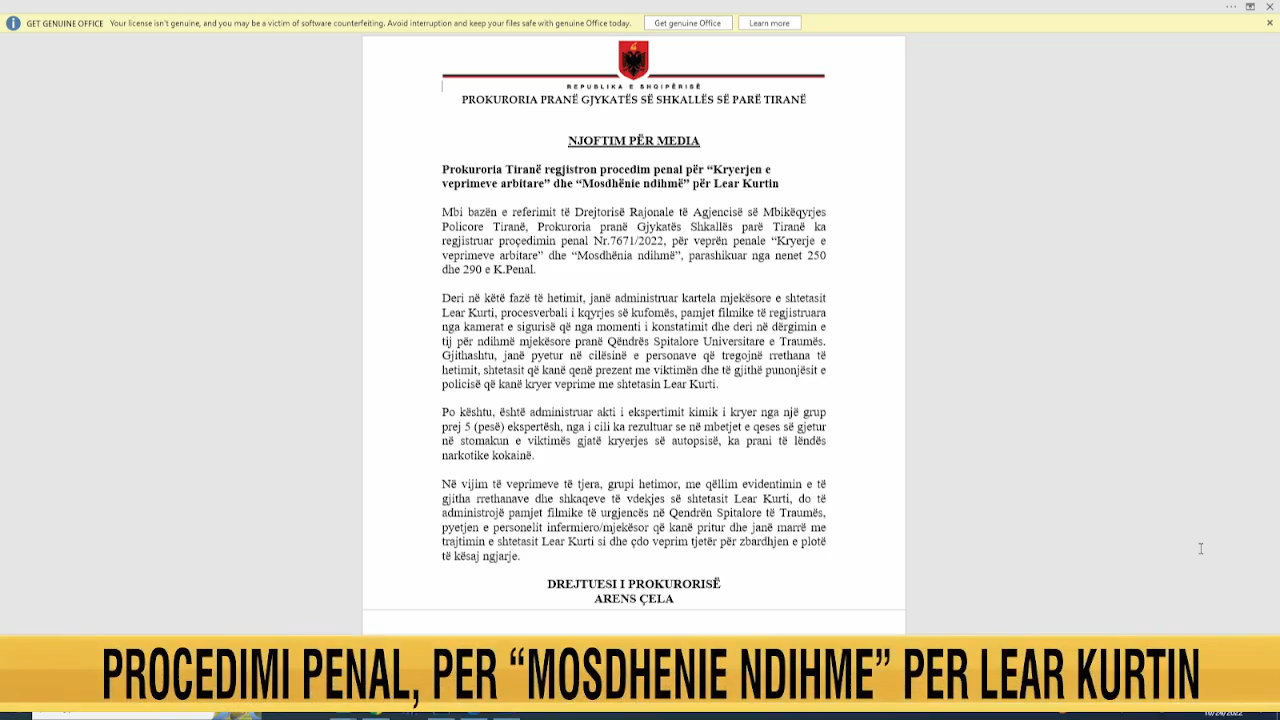 GET GENUINE OFFICE Your license isn't genuine, and you may be a victim of software counterfeiting. Avoid interruption and keep your files safe with genuine Office today. Get genuine Office Learn more
REPUBLIKA E SHQIPËRISË
PROKURORIA PRANË GJYKATËS SË SHKALLËS SË PARË TIRANË
NJOFTIM PËR MEDIA
Prokuroria Tiranë regjistron procedim penal për “Kryerjen e
veprimeve arbitare” dhe “Mosdhënie ndihmë” për Lear Kurtin
Mbi bazën e referimit të Drejtorisë Rajonale të Agjencisë së Mbikëqyrjes
Policore Tiranë, Prokuroria pranë Gjykatës Shkallës parë Tiranë ka
regjistruar proçedimin penal Nr.7671/2022, për veprën penale “Kryerje e
veprimeve arbitare” dhe “Mosdhënia ndihmë”, parashikuar nga nenet 250
dhe 290 e K.Penal.
Deri në këtë fazë të hetimit, janë administruar kartela mjekësore e shtetasit
Lear Kurti, procesverbali i kqyrjes së kufomës, pamjet filmike të regjistruara
nga kamerat e sigurisë që nga momenti i konstatimit dhe deri në dërgimin e
tij për ndihmë mjekësore pranë Qëndrës Spitalore Universitare e Traumës.
Gjithashtu, janë pyetur në cilësinë e personave që tregojnë rrethana të
hetimit, shtetasit që kanë qenë prezent me viktimën dhe të gjithë punonjësit e
policisë që kanë kryer veprime me shtetasin Lear Kurti.
Po kështu, është administruar akti i ekspertimit kimik i kryer nga një grup
prej 5 (pesë) ekspertësh, nga i cili ka rezultuar se në mbetjet e qeses së gjetur
në stomakun e viktimës gjatë kryerjes së autopsisë, ka prani të lëndës
narkotike kokainë.
Në vijim të veprimeve të tjera, grupi hetimor, me qëllim evidentimin e të
gjitha rrethanave dhe shkaqeve të vdekjes së shtetasit Lear Kurti, do të
administrojë pamjet filmike të urgjencës në Qendrën Spitalore të Traumës,
pyetjen e personelit infermiero/mjekësor që kanë pritur dhe janë marrë me
trajtimin e shtetasit Lear Kurti si dhe çdo veprim tjetër për zbardhjen e plotë
të kësaj ngjarje.
DREJTUESI I PROKURORISË
ARENS ÇELA
PROCEDIMI PENAL, PER “MOSDHENIE NDIHME” PER LEAR KURTIN